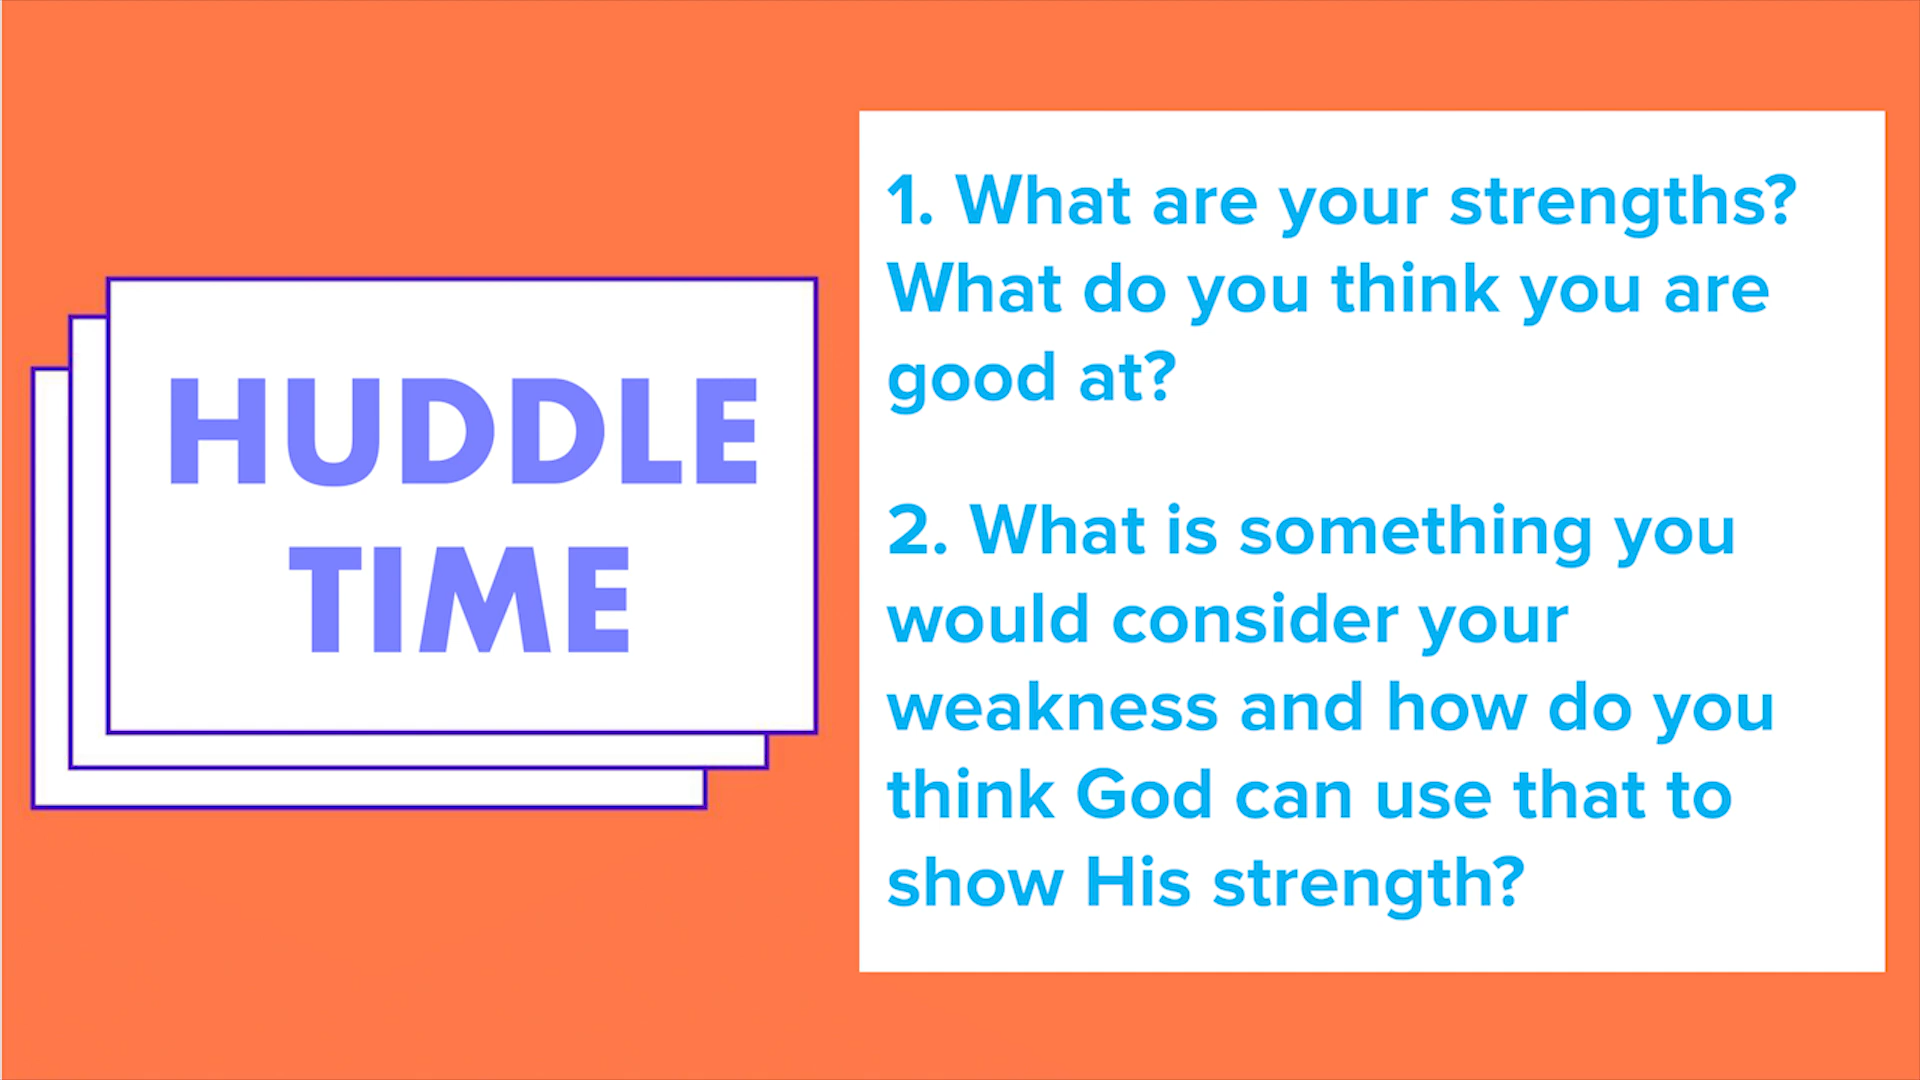 HUDDLE
TIME
1. What are your strengths?
What do you think you are
good at?
2. What is something you
would consider your
weakness and how do you
think God can use that to
show His strength?